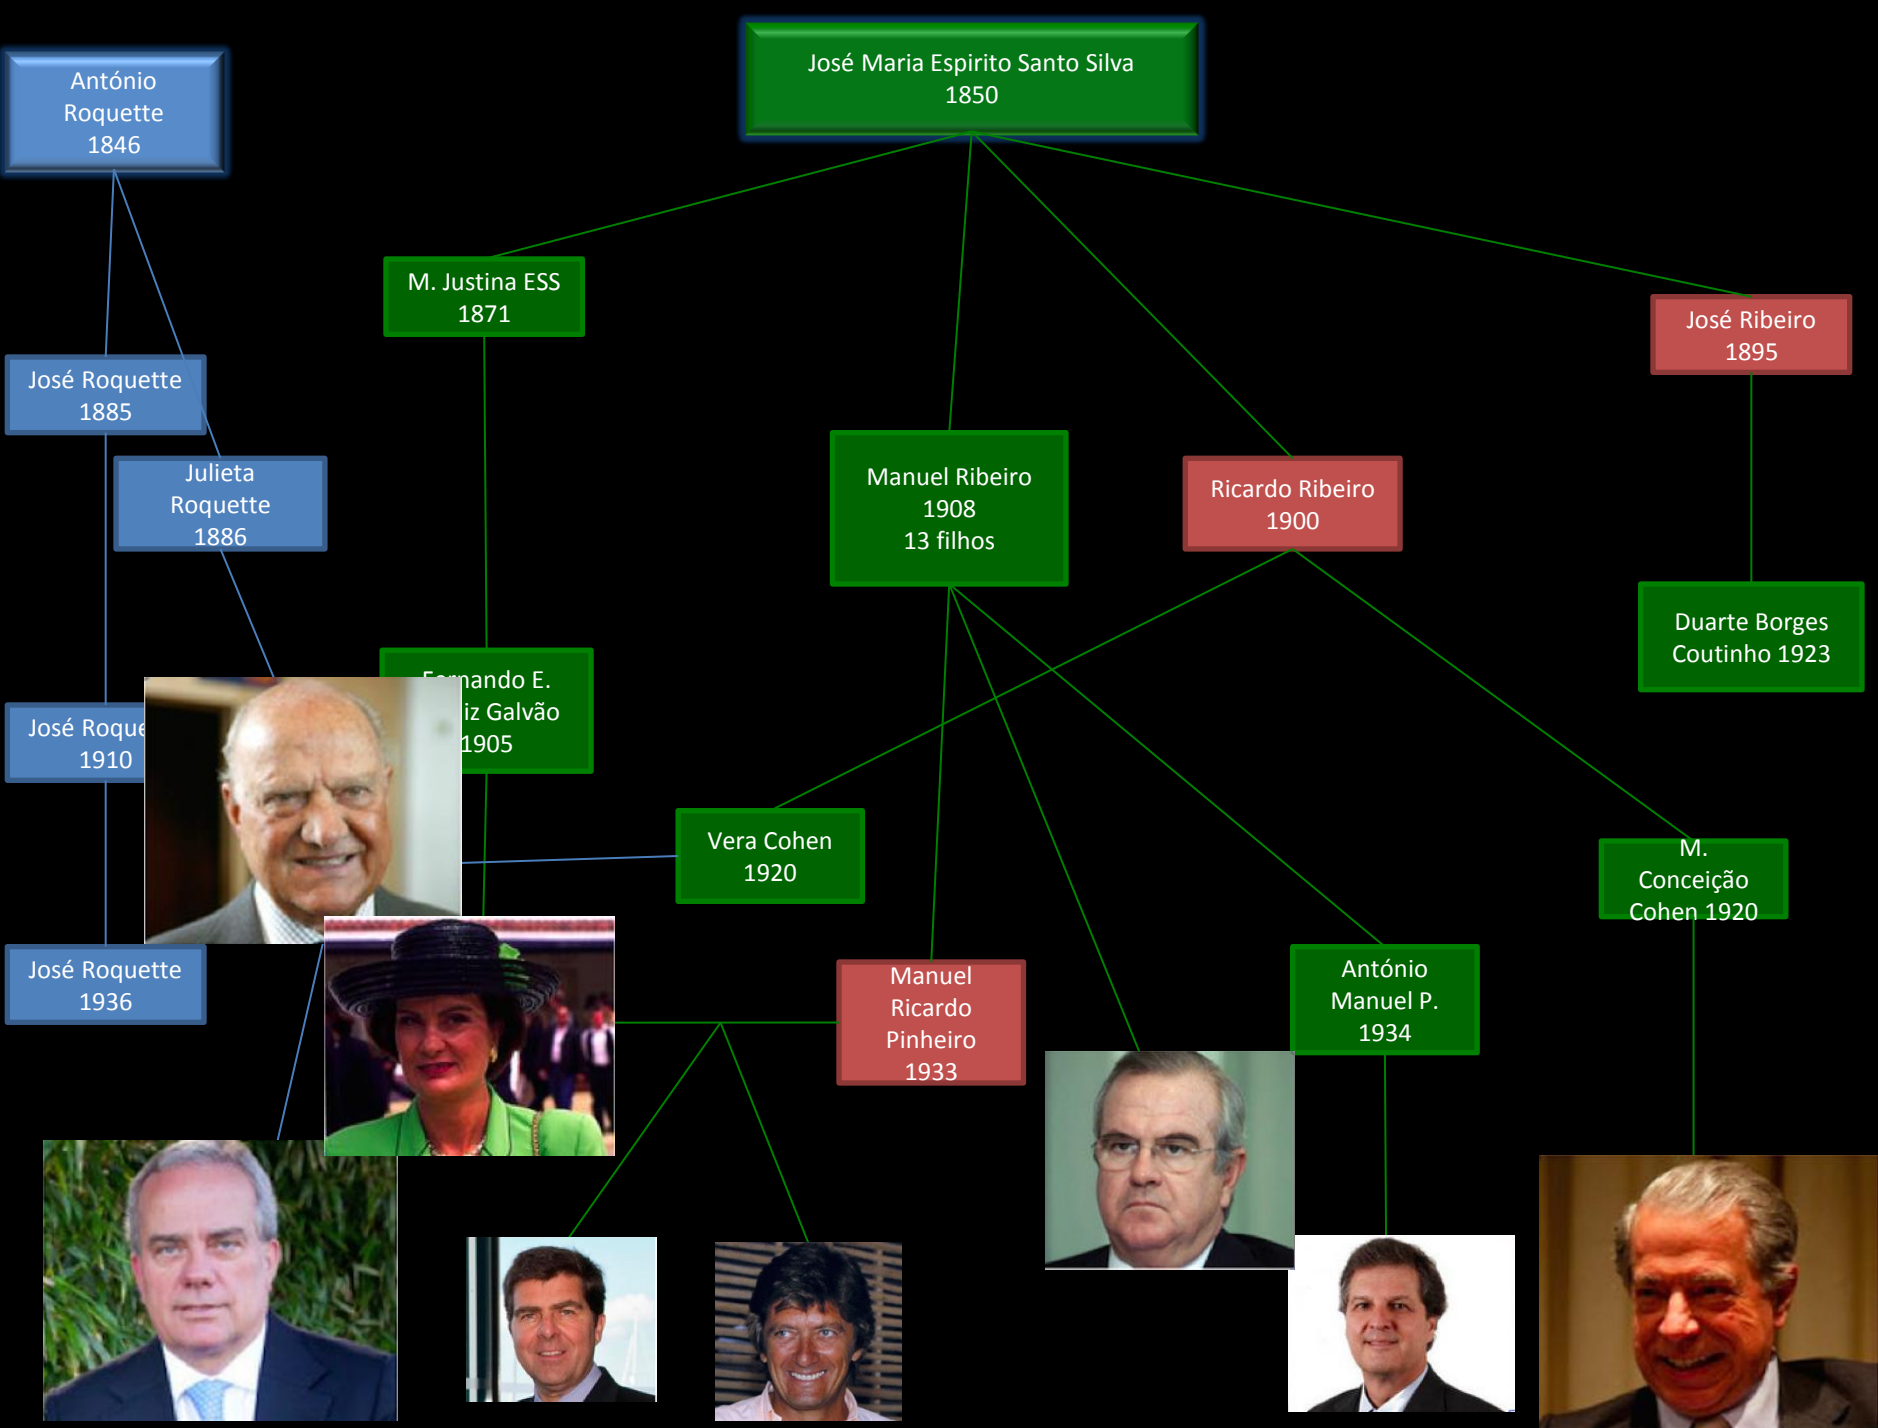 José Maria Espirito Santo Silva
1850
António
Roquette
1846
M. Justina ESS
1871
José Ribeiro
1895
José Roquette
1885
Julieta
Roquette
1886
Manuel Ribeiro
1908
13 filhos
Ricardo Ribeiro
1900
Duarte Borges
Coutinho 1923
Fernando E.
Galvão
1905
José
1910
Vera Cohen
1920
M.
Conceição
Cohen 1920
José Roquette
1936
Manuel
Ricardo
Pinheiro
1933
António
Manuel P.
1934